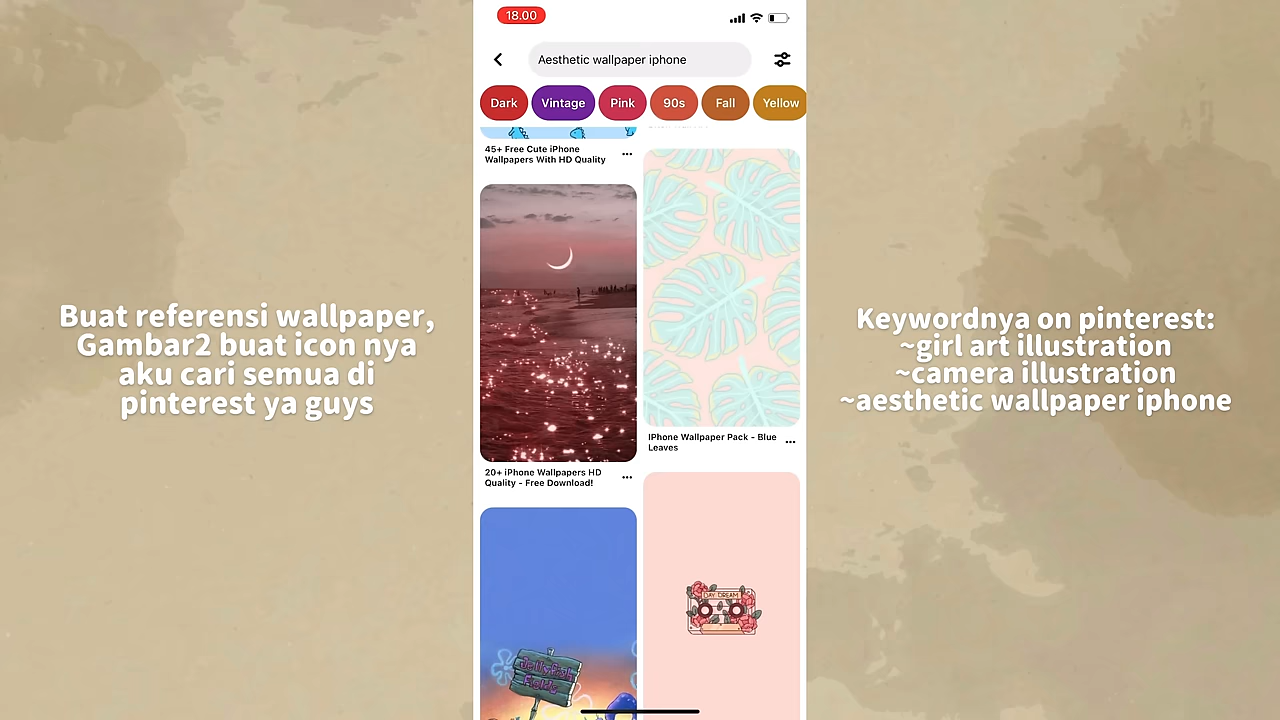 18.00
Aesthetic wallpaper iphone
Dark
Vintage
Pink
90s
Fall
Yellow
45+ Free Cute iPhone
Wallpapers With HD Quality
20+ iPhone Wallpapers HD
Quality - Free Download!
IPhone Wallpaper Pack - Blue
Leaves
DAY DREAM
Jelly Fish
Fields
Buat referensi wallpaper,
Gambar2 buat icon nya
aku cari semua di
pinterest ya guys
Keywordnya on pinterest:
~girl art illustration
~camera illustration
~aesthetic wallpaper iphone